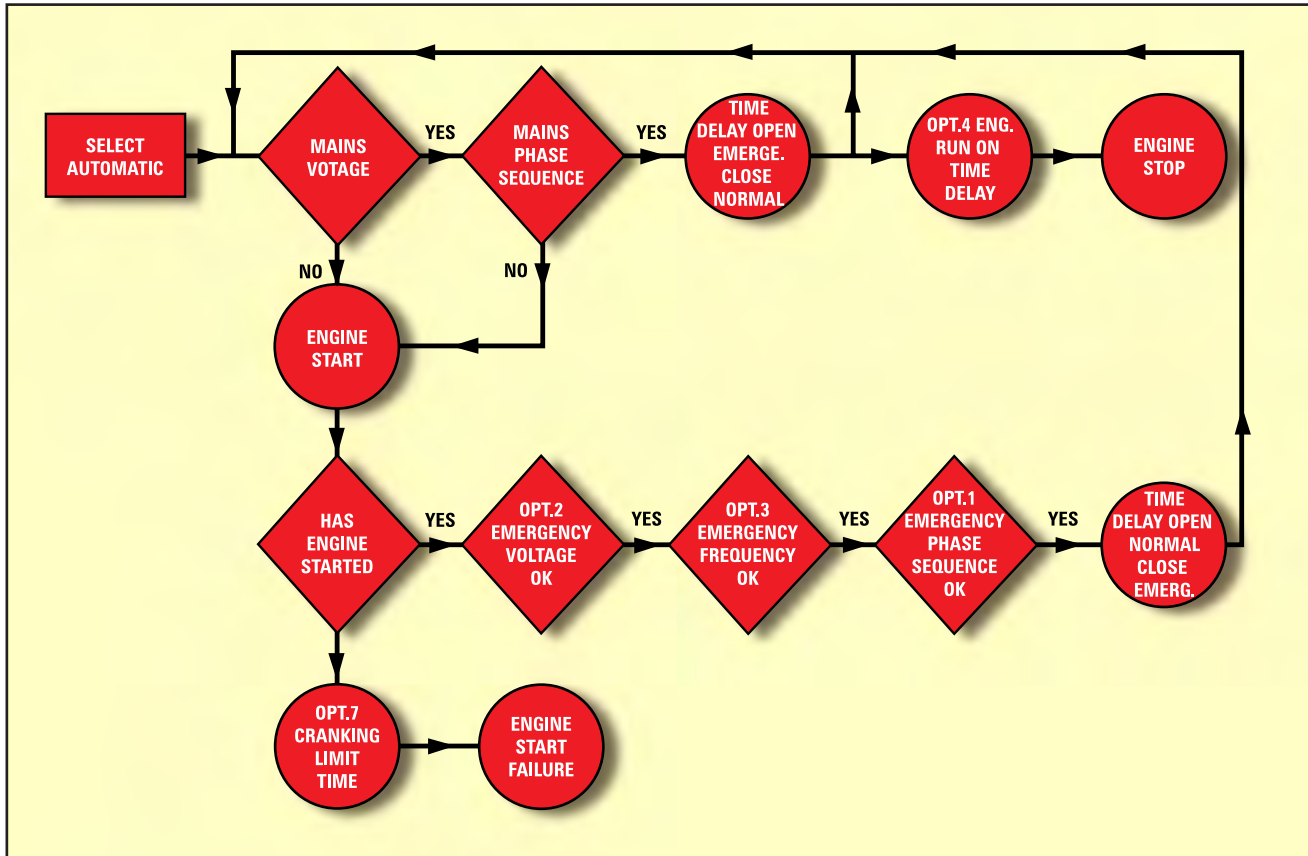 SELECT
AUTOMATIC
MAINS
VOTAGE
YES
MAINS
PHASE
SEQUENCE
YES
TIME
DELAY OPEN
EMERGE.
CLOSE
NORMAL
OPT.4 ENG.
RUN ON
TIME
DELAY
ENGINE
STOP
NO
NO
ENGINE
START
HAS
ENGINE
STARTED
YES
OPT.2
EMERGENCY
VOLTAGE
OK
YES
OPT.3
EMERGENCY
FREQUENCY
OK
YES
OPT.1
EMERGENCY
PHASE
SEQUENCE
OK
YES
TIME
DELAY OPEN
NORMAL
CLOSE
EMERG.
OPT.7
CRANKING
LIMIT
TIME
ENGINE
START
FAILURE